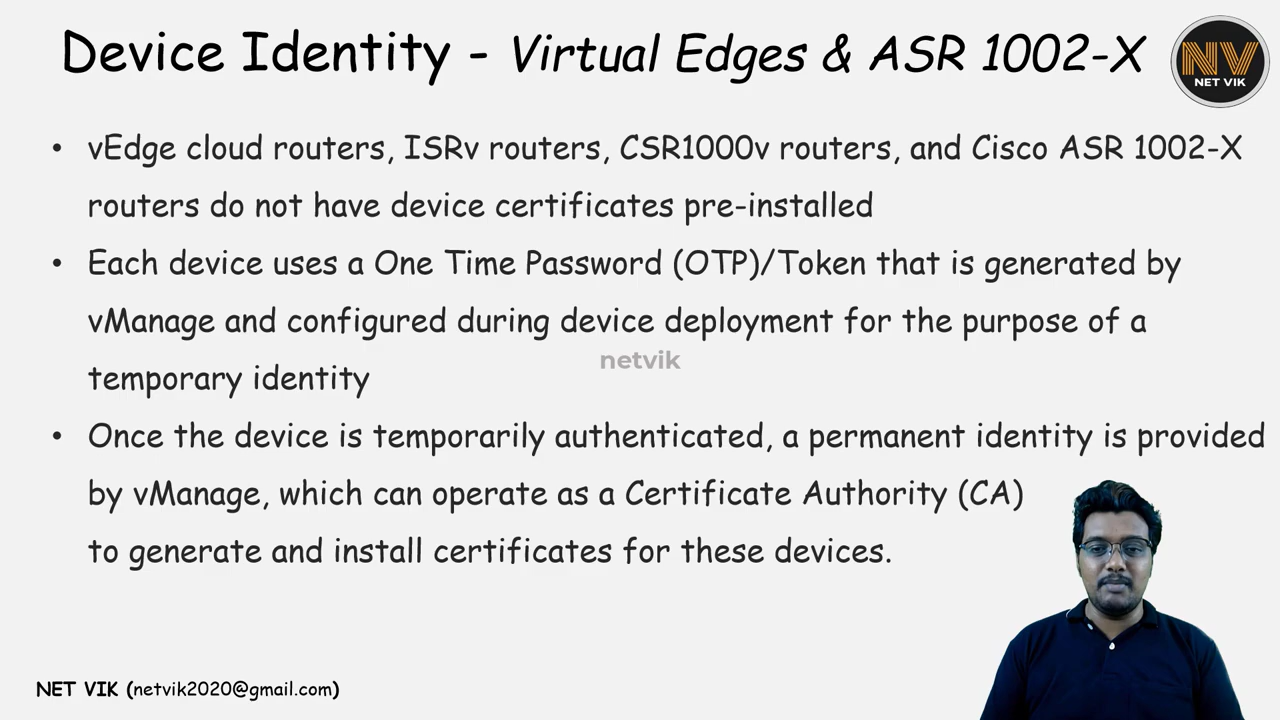 Device Identity - Virtual Edges & ASR 1002-X
NV
NET VIK
• vEdge cloud routers, ISRv routers, CSR1000v routers, and Cisco ASR 1002-X
routers do not have device certificates pre-installed
• Each device uses a One Time Password (OTP)/Token that is generated by
vManage and configured during device deployment for the purpose of a
netvik
temporary identity
• Once the device is temporarily authenticated, a permanent identity is provided
by vManage, which can operate as a Certificate Authority (CA)
to generate and install certificates for these devices.
NET VIK (netvik2020@gmail.com)